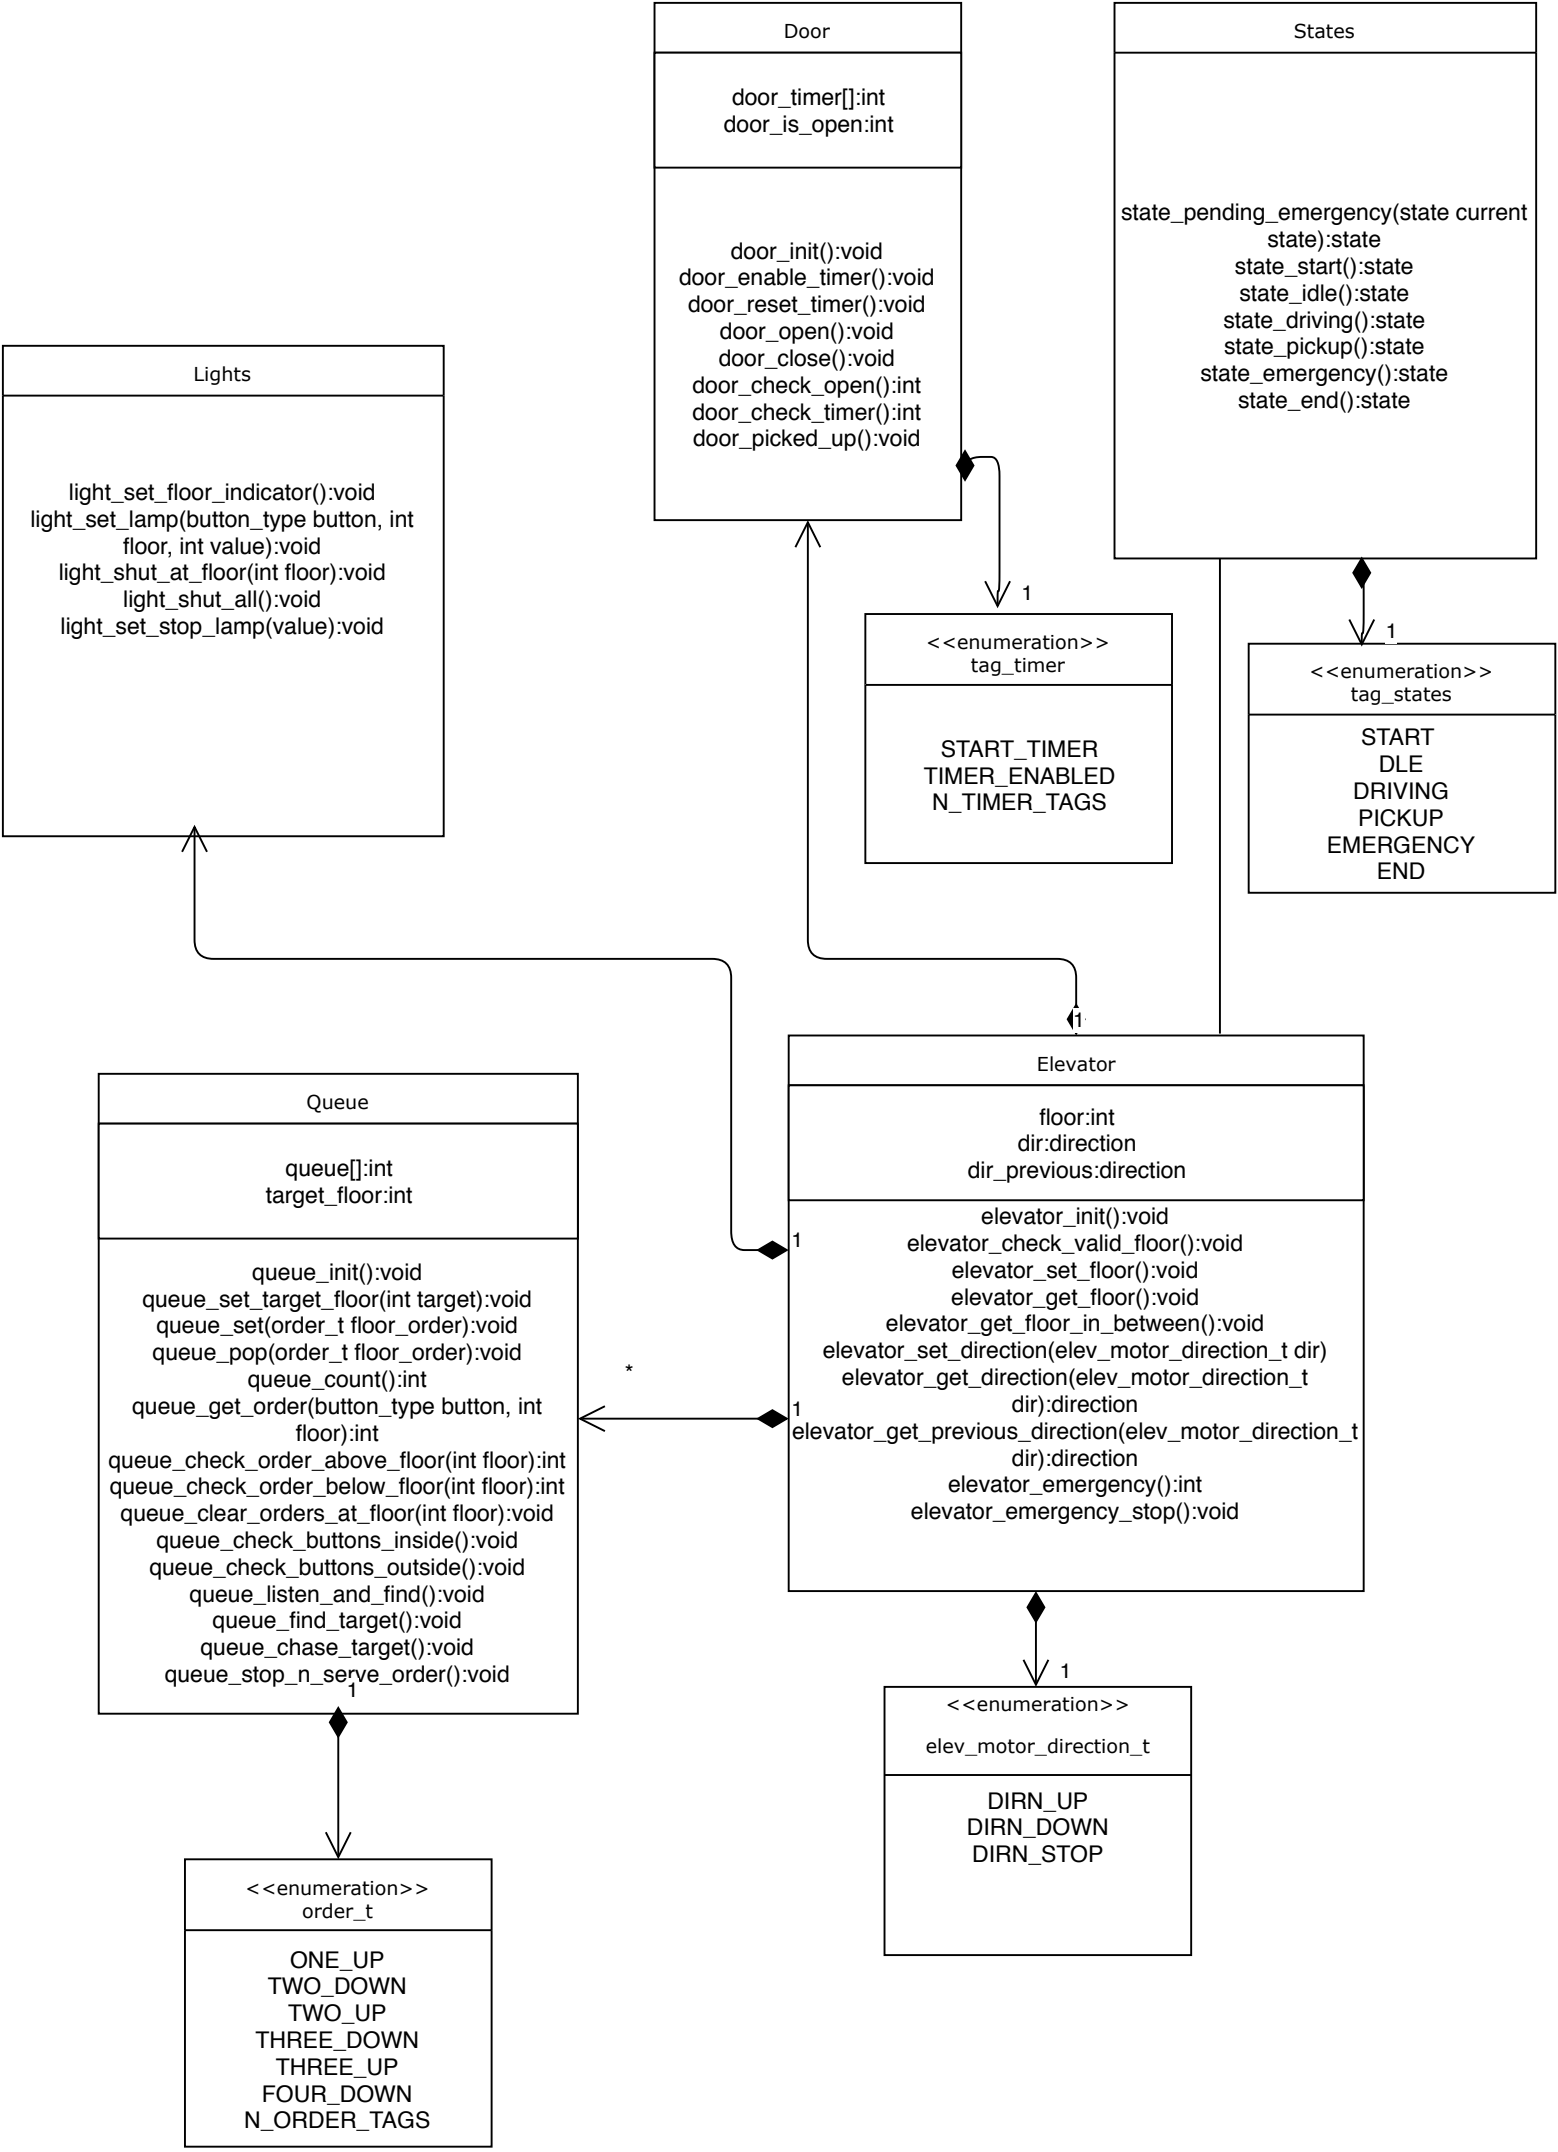 Door
door_timer[]:int
door_is_open:int
door_init():void
door_enable_timer():void
door_reset_timer():void
door_open():void
door_close():void
door_check_open():int
door_check_timer():int
door_picked_up():void
States
state_pending_emergency(state current
state):state
state_start():state
state_idle():state
state_driving():state
state_pickup():state
state_emergency():state
state_end():state
Lights
light_set_floor_indicator():void
light_set_lamp(button_type button, int
floor, int value):void
light_shut_at_floor(int floor):void
light_shut_all():void
light_set_stop_lamp(value):void
1
<<enumeration>>
tag_timer
START_TIMER
TIMER_ENABLED
N_TIMER_TAGS
1
<<enumeration>>
tag_states
START
DLE
DRIVING
PICKUP
EMERGENCY
END
1
Elevator
floor:int
dir:direction
dir_previous:direction
elevator_init():void
elevator_check_valid_floor():void
elevator_set_floor():void
elevator_get_floor():void
elevator_get_floor_in_between():void
elevator_set_direction(elev_motor_direction_t dir)
elevator_get_direction(elev_motor_direction_t
dir):direction
elevator_get_previous_direction(elev_motor_direction_t
dir):direction
elevator_emergency():int
elevator_emergency_stop():void
1
1
*
Queue
queue[]:int
target_floor:int
queue_init():void
queue_set_target_floor(int target):void
queue_set(order_t floor_order):void
queue_pop(order_t floor_order):void
queue_count():int
queue_get_order(button_type button, int
floor):int
queue_check_order_above_floor(int floor):int
queue_check_order_below_floor(int floor):int
queue_clear_orders_at_floor(int floor):void
queue_check_buttons_inside():void
queue_check_buttons_outside():void
queue_listen_and_find():void
queue_find_target():void
queue_chase_target():void
queue_stop_n_serve_order():void
1
1
<<enumeration>>
elev_motor_direction_t
DIRN_UP
DIRN_DOWN
DIRN_STOP
<<enumeration>>
order_t
ONE_UP
TWO_DOWN
TWO_UP
THREE_DOWN
THREE_UP
FOUR_DOWN
N_ORDER_TAGS